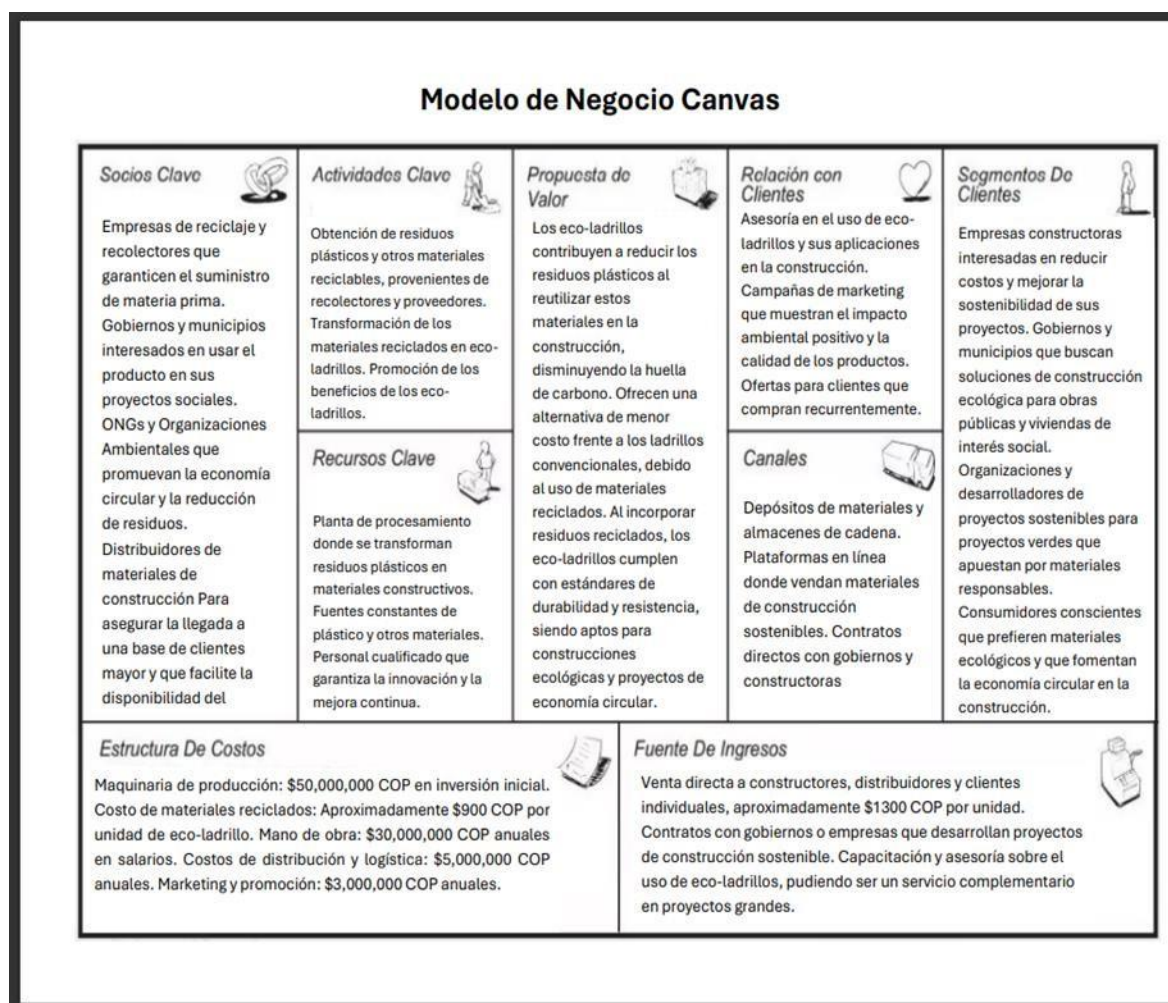 Modelo de Negocio Canvas
Socios Clave
Empresas de reciclaje y
recolectores que
garanticen el suministro
de materia prima.
Gobiernos y municipios
interesados en usar el
producto en sus
proyectos sociales.
ONGs y Organizaciones
Ambientales que
promuevan la economía
circular y la reducción
de residuos.
Distribuidores de
materiales de
construcción Para
asegurar la llegada a
una base de clientes
mayor y que facilite la
disponibilidad del
Actividades Clave
Obtención de residuos
plásticos y otros materiales
reciclables, provenientes de
recolectores y proveedores.
Transformación de los
materiales reciclados en eco-
ladrillos. Promoción de los
beneficios de los eco-
ladrillos.
Recursos Clave
Planta de procesamiento
donde se transforman
residuos plásticos en
materiales constructivos.
Fuentes constantes de
plástico y otros materiales.
Personal cualificado que
garantiza la innovación y la
mejora continua.
Propuesta de
Valor
Los eco-ladrillos
contribuyen a reducir los
residuos plásticos al
reutilizar estos
materiales en la
construcción,
disminuyendo la huella
de carbono. Ofrecen una
alternativa de menor
costo frente a los ladrillos
convencionales, debido
al uso de materiales
reciclados. Al incorporar
residuos reciclados, los
eco-ladrillos cumplen
con estándares de
durabilidad y resistencia,
siendo aptos para
construcciones
ecológicas y proyectos de
economía circular.
Relación con
Clientes
Asesoría en el uso de eco-
ladrillos y sus aplicaciones
en la construcción.
Campañas de marketing
que muestran el impacto
ambiental positivo y la
calidad de los productos.
Ofertas para clientes que
compran recurrentemente.
Canales
Depósitos de materiales y
almacenes de cadena.
Plataformas en línea
donde vendan materiales
de construcción
sostenibles. Contratos
directos con gobiernos y
constructoras
Segmentos De
Clientes
Empresas constructoras
interesadas en reducir
costos y mejorar la
sostenibilidad de sus
proyectos. Gobiernos y
municipios que buscan
soluciones de construcción
ecológica para obras
públicas y viviendas de
interés social.
Organizaciones y
desarrolladores de
proyectos sostenibles para
proyectos verdes que
apuestan por materiales
responsables.
Consumidores conscientes
que prefieren materiales
ecológicos y que fomentan
la economía circular en la
construcción.
Estructura De Costos
Maquinaria de producción: $50,000,000 COP en inversión inicial.
Costo de materiales reciclados: Aproximadamente $900 COP por
unidad de eco-ladrillo. Mano de obra: $30,000,000 COP anuales
en salarios. Costos de distribución y logística: $5,000,000 COP
anuales. Marketing y promoción: $3,000,000 COP anuales.
Fuente De Ingresos
Venta directa a constructores, distribuidores y clientes
individuales, aproximadamente $1300 COP por unidad.
Contratos con gobiernos o empresas que desarrollan proyectos
de construcción sostenible. Capacitación y asesoría sobre el
uso de eco-ladrillos, pudiendo ser un servicio complementario
en proyectos grandes.